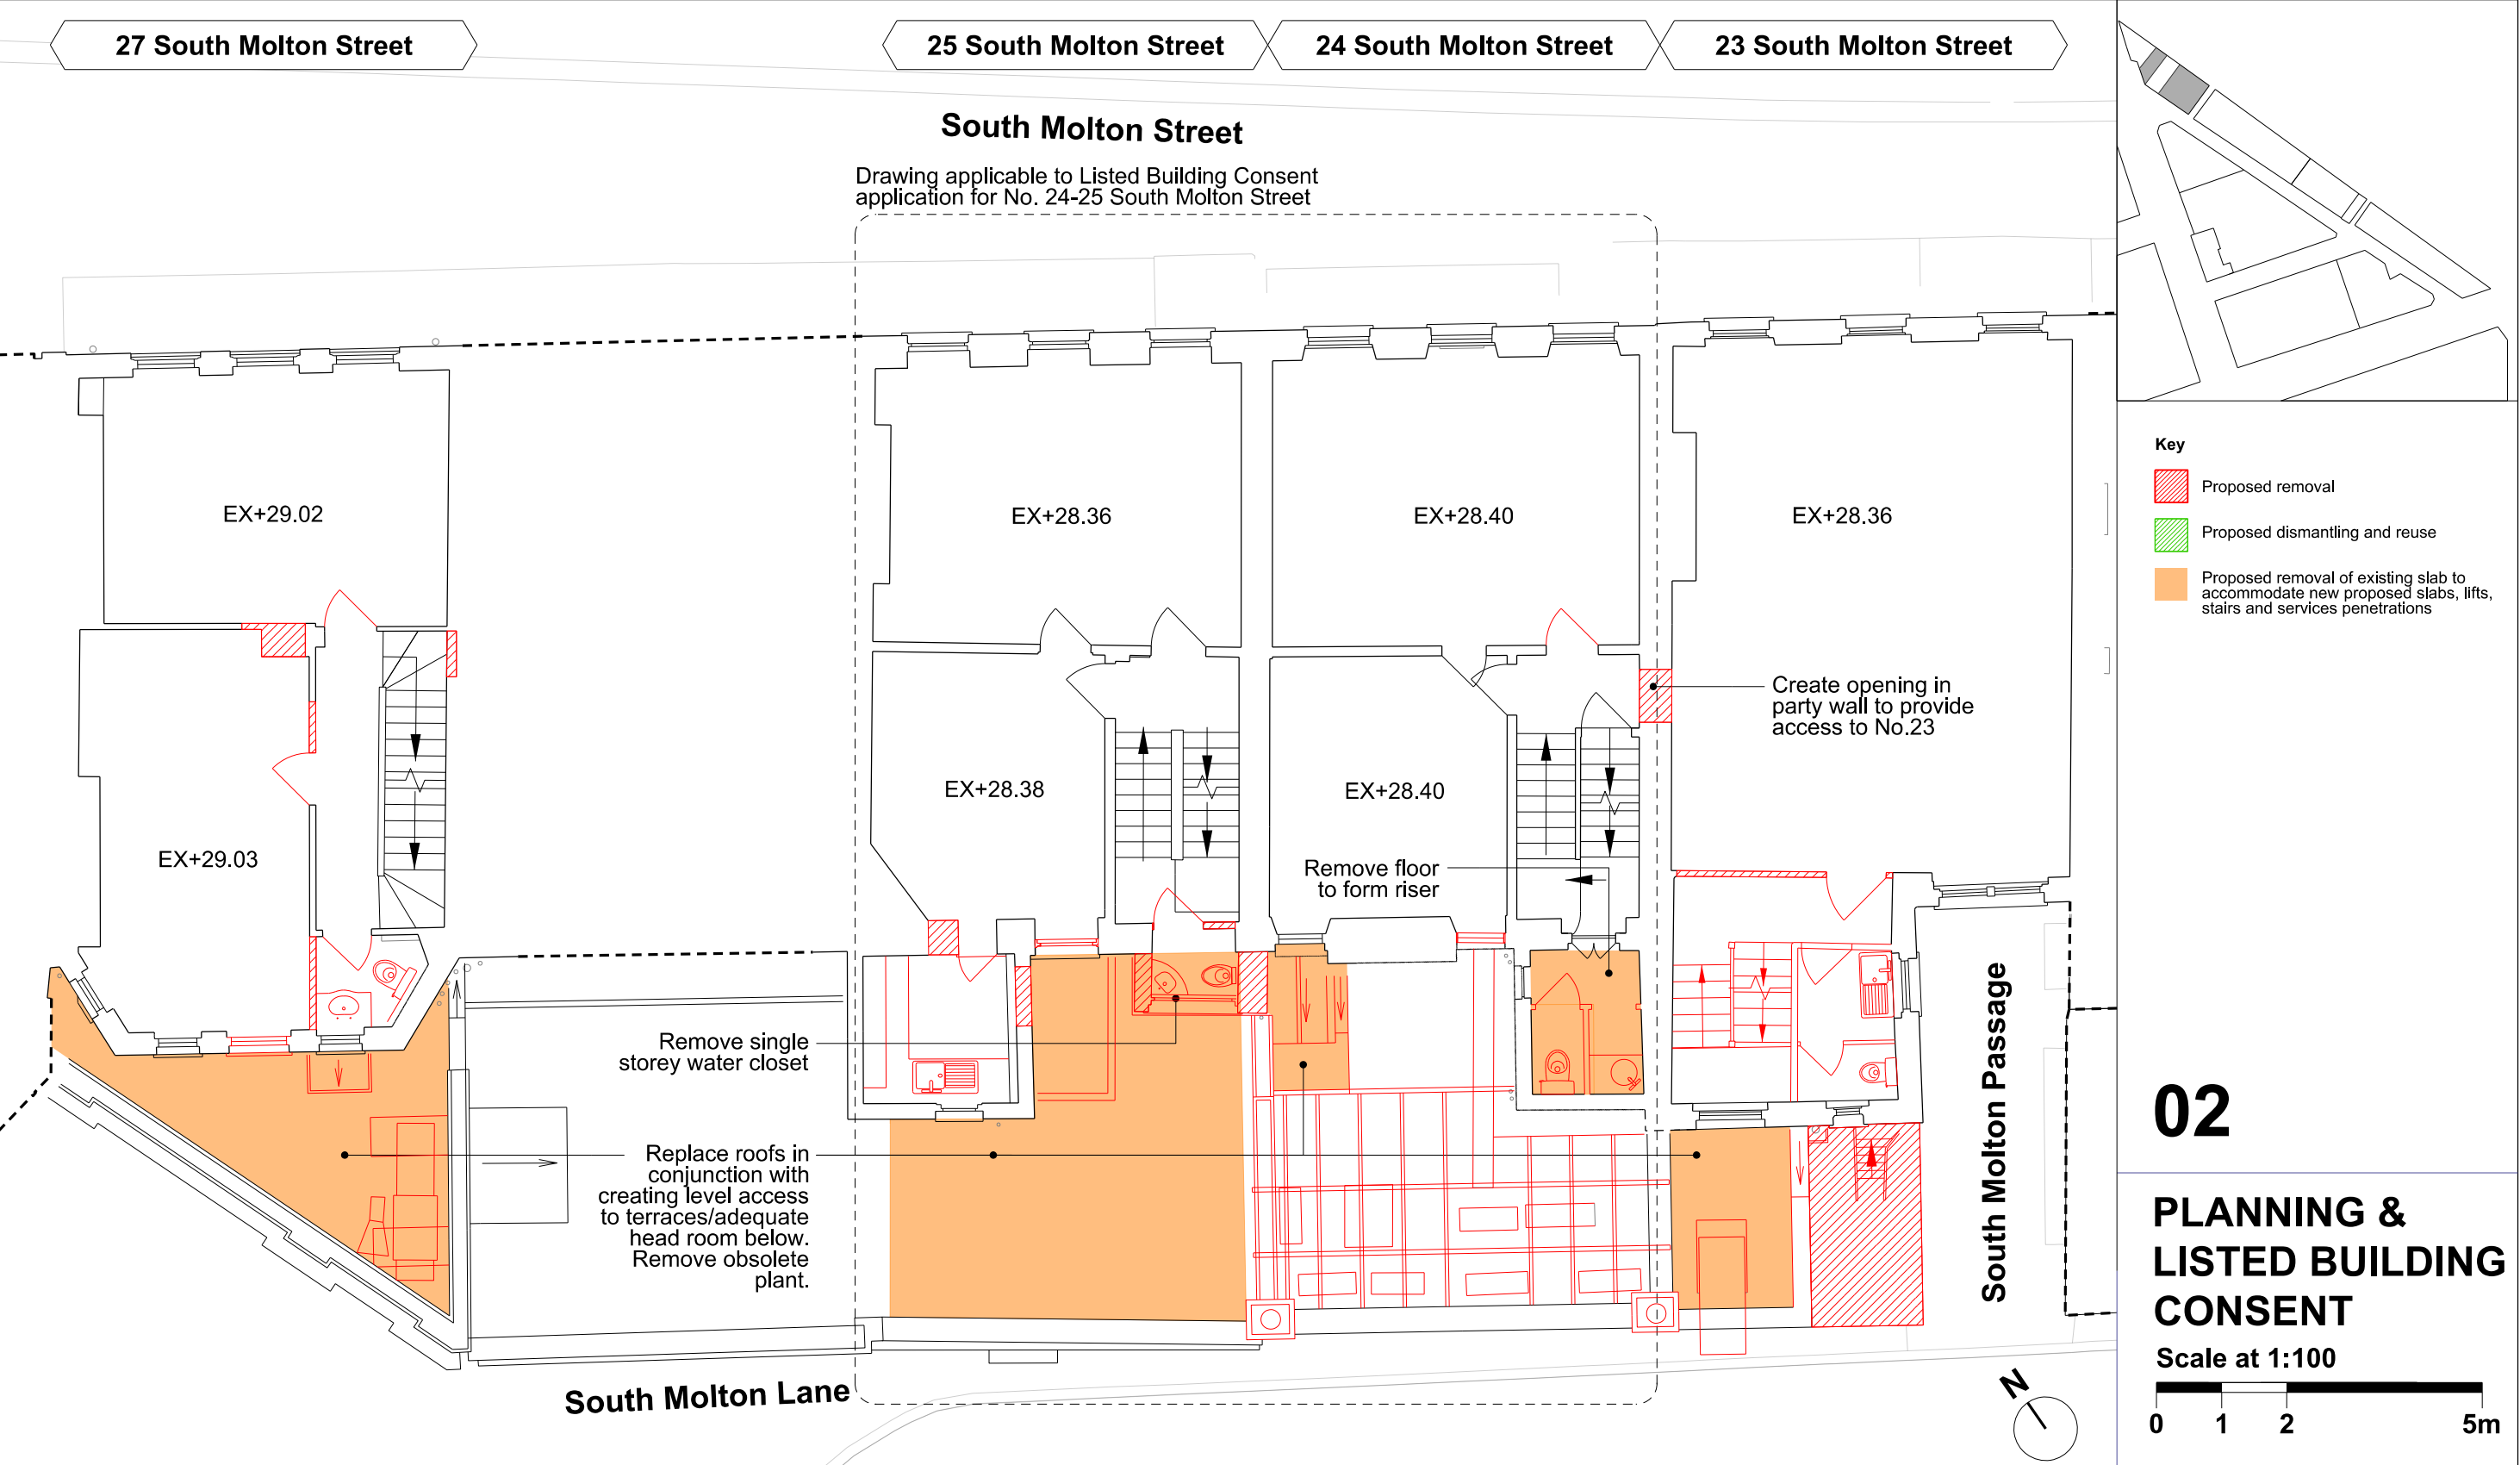 27 South Molton Street
25 South Molton Street
24 South Molton Street
23 South Molton Street
South Molton Street
Drawing applicable to Listed Building Consent
application for No. 24-25 South Molton Street
EX+29.02
EX+28.36
EX+28.40
EX+28.36
Key
Proposed removal
Proposed dismantling and reuse
Proposed removal of existing slab to
accommodate new proposed slabs, lifts,
stairs and services penetrations
Create opening in
party wall to provide
access to No.23
EX+29.03
EX+28.38
EX+28.40
Remove floor
to form riser
Remove single
storey water closet
Replace roofs in
conjunction with
creating level access
to terraces/adequate
head room below.
Remove obsolete
plant.
South Molton Passage
South Molton Lane
N
02
PLANNING &
LISTED BUILDING
CONSENT
Scale at 1:100
0 1 2 5m